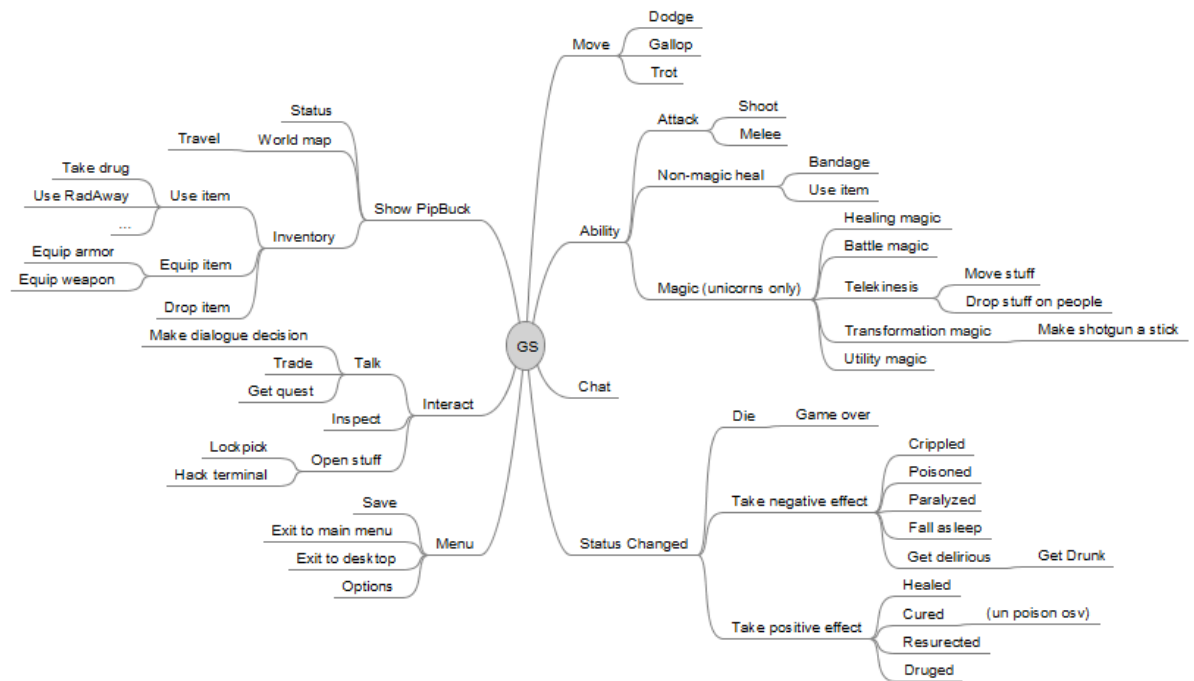 GS
Move
Dodge
Gallop
Trot
Ability
Attack
Shoot
Melee
Non-magic heal
Bandage
Use item
Magic (unicorns only)
Healing magic
Battle magic
Telekinesis
Move stuff
Drop stuff on people
Transformation magic
Make shotgun a stick
Utility magic
Chat
Status Changed
Die
Game over
Take negative effect
Crippled
Poisoned
Paralyzed
Fall asleep
Get delirious
Get Drunk
Take positive effect
Healed
Cured
(un poison osv)
Resurected
Druged
Show PipBuck
Status
World map
Travel
Inventory
Use item
Take drug
Use RadAway
...
Equip item
Equip armor
Equip weapon
Drop item
Interact
Talk
Make dialogue decision
Trade
Get quest
Inspect
Open stuff
Lockpick
Hack terminal
Menu
Save
Exit to main menu
Exit to desktop
Options